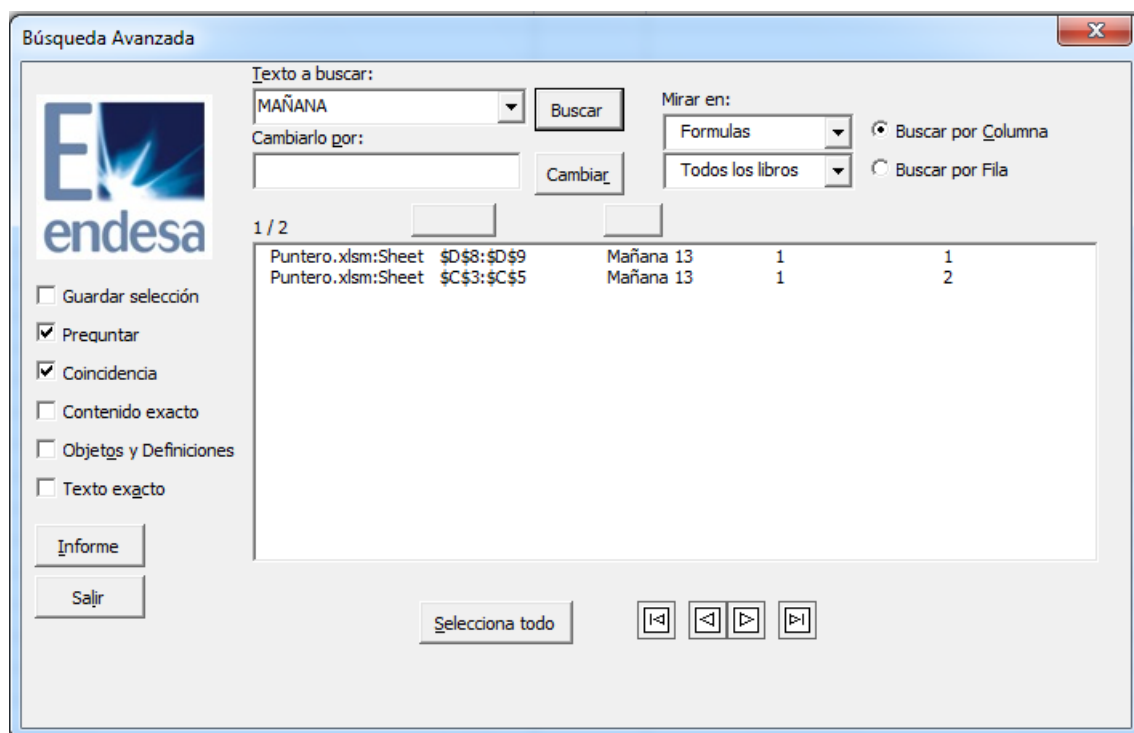 Búsqueda Avanzada
Texto a buscar:
MAÑANA
Buscar
Mirar en:
Formulas
Buscar por Columna
Cambiarlo por:
Cambiar
Todos los libros
Buscar por Fila
E
endesa
1 / 2
Puntero.xlsm:Sheet $D$8:$D$9 Mañana 13 1 1
Puntero.xlsm:Sheet $C$3:$C$5 Mañana 13 1 2
Guardar selección
Preguntar
Coincidencia
Contenido exacto
Objetos y Definiciones
Texto exacto
Informe
Salir
Selecciona todo